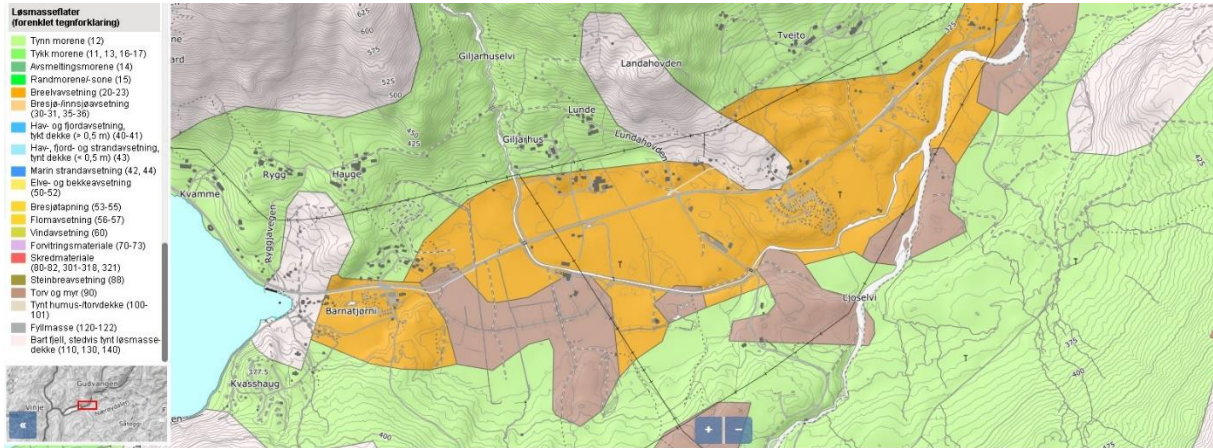 Løsmasseflater
(forenklet tegnforklaring)
Tynn morene (12)
Tykk morene (11, 13, 16-17)
Avsmeltingsmorene (14)
Randmorene/-sone (15)
Breelvavsetning (20-23)
Bresjø-/innsjøavsetning
(30-31, 35-36)
Hav- og fjordavsetning,
tykt dekke (> 0,5 m) (40-41)
Hav-, fjord- og strandavsetning,
tynt dekke (< 0,5 m) (43)
Marin strandavsetning (42, 44)
Elve- og bekkeavsetning
(50-52)
Bresjøtapning (53-55)
Flomavsetning (56-57)
Vindavsetning (60)
Forvitringsmateriale (70-73)
Skredmateriale
(80-82, 301-318, 321)
Steinbreavsetning (88)
Torv og myr (90)
Tynt humus-/torvdekke (100-
101)
Fyllmasse (120-122)
Bart fjell, stedvis tynt løsmasse-
dekke (110, 130, 140)
Gudvangen
Vinje
Nærøydalen
«
625
600
575
525
500
450
425
Giljarhuselvi
Landahovden
Tveito
325
Lunde
Giljarhus
Lundahovden
Rygg
Hauge
Kvamme
Ryggjavegen
T
T
Barnatjørni
Ljoselvi
Kvasshaug
377.5
400
375
400
425
T
T
475
+
−